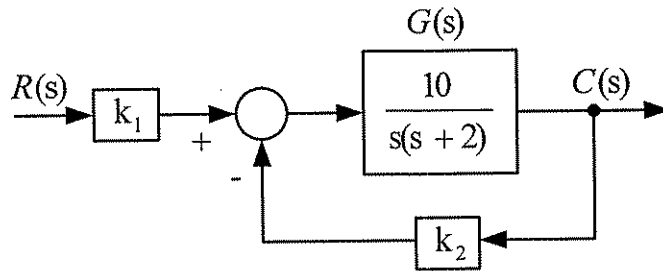 G(s)
R(s)
k₁
+
-
10
s(s + 2)
C(s)
k₂